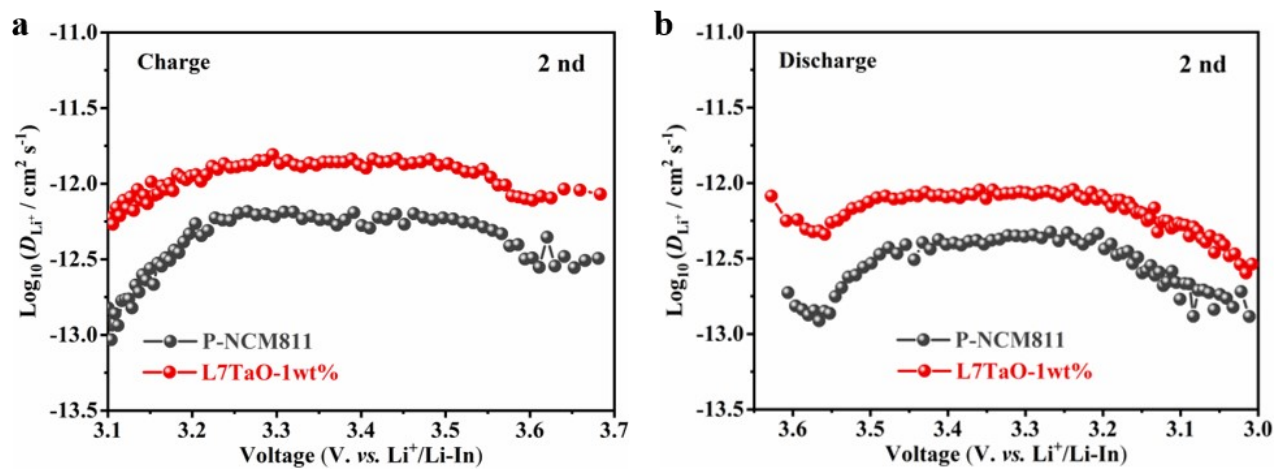 a
-11.0
-11.5
-12.0
-12.5
-13.0
-13.5
Log10 (DLi+ / cm2 s-1)
Charge
2 nd
P-NCM811
L7TaO-1wt%
3.1 3.2 3.3 3.4 3.5 3.6 3.7
Voltage (V. vs. Li+/Li-In)
b
-11.0
-11.5
-12.0
-12.5
-13.0
-13.5
Log10 (DLi+ / cm2 s-1)
Discharge
2 nd
P-NCM811
L7TaO-1wt%
3.6 3.5 3.4 3.3 3.2 3.1 3.0
Voltage (V. vs. Li+/Li-In)